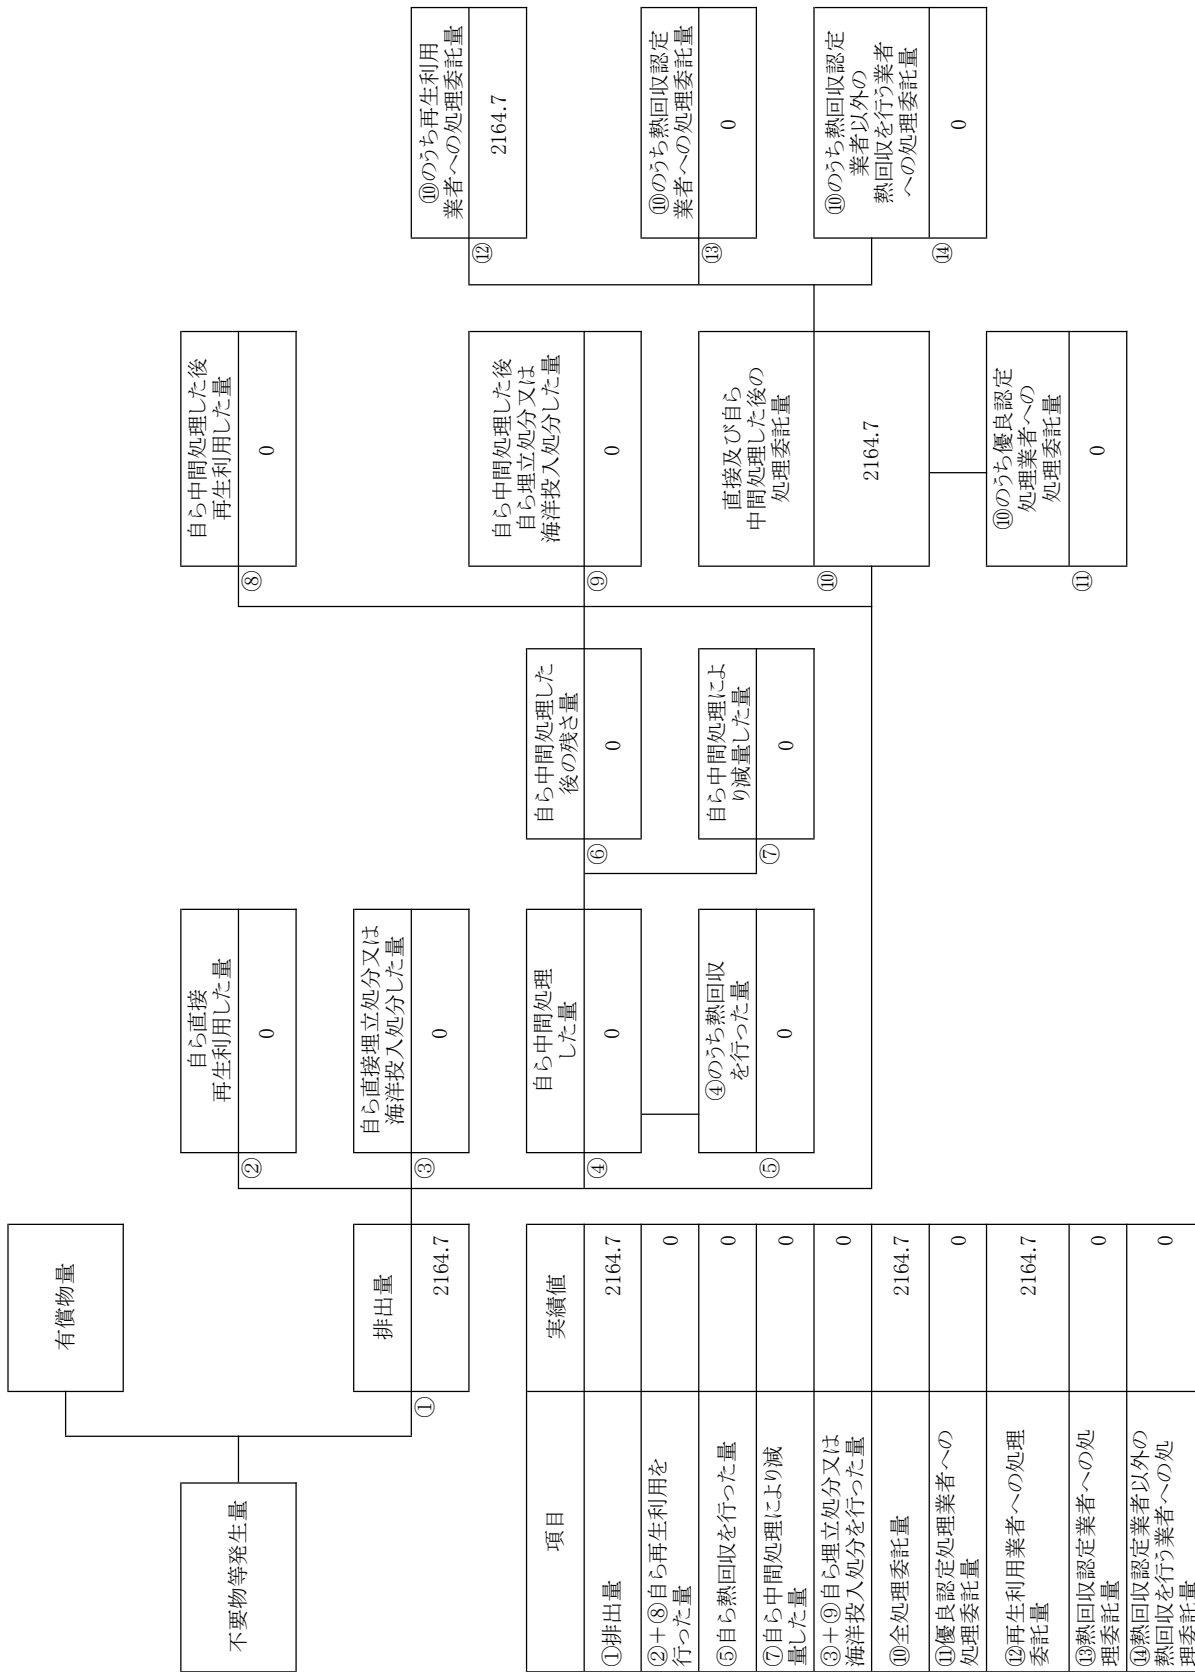 不要物等発生量
有償物量
排出量
①
2164.7
②
自ら直接
再生利用した量
0
③
自ら直接埋立処分又は
海洋投入処分した量
0
④
自ら中間処理
した量
0
⑤
④のうち熱回収
を行った量
0
⑥
自ら中間処理した
後の残さ量
0
⑦
自ら中間処理によ
り減量した量
0
⑧
自ら中間処理した後
再生利用した量
0
⑨
自ら中間処理した後
自ら埋立処分又は
海洋投入処分した量
0
⑩
直接及び自ら
中間処理した後の
処理委託量
2164.7
⑪
⑩のうち優良認定
処理業者への
処理委託量
0
⑫
⑩のうち再生利用
業者への処理委託量
2164.7
⑬
⑩のうち熱回収認定
業者への処理委託量
0
⑭
⑩のうち熱回収認定
業者以外の
熱回収を行う業者
への処理委託量
0
項目 実績値
①排出量 2164.7
②+⑧自ら再生利用を
行った量 0
⑤自ら熱回収を行った量 0
⑦自ら中間処理により減
量した量 0
③+⑨自ら埋立処分又は
海洋投入処分を行った量 0
⑩全処理委託量 2164.7
⑪優良認定処理業者への
処理委託量 0
⑫再生利用業者への処理
委託量 2164.7
⑬熱回収認定業者への処
理委託量 0
⑭熱回収認定業者以外の
熱回収を行う業者への処
理委託量 0